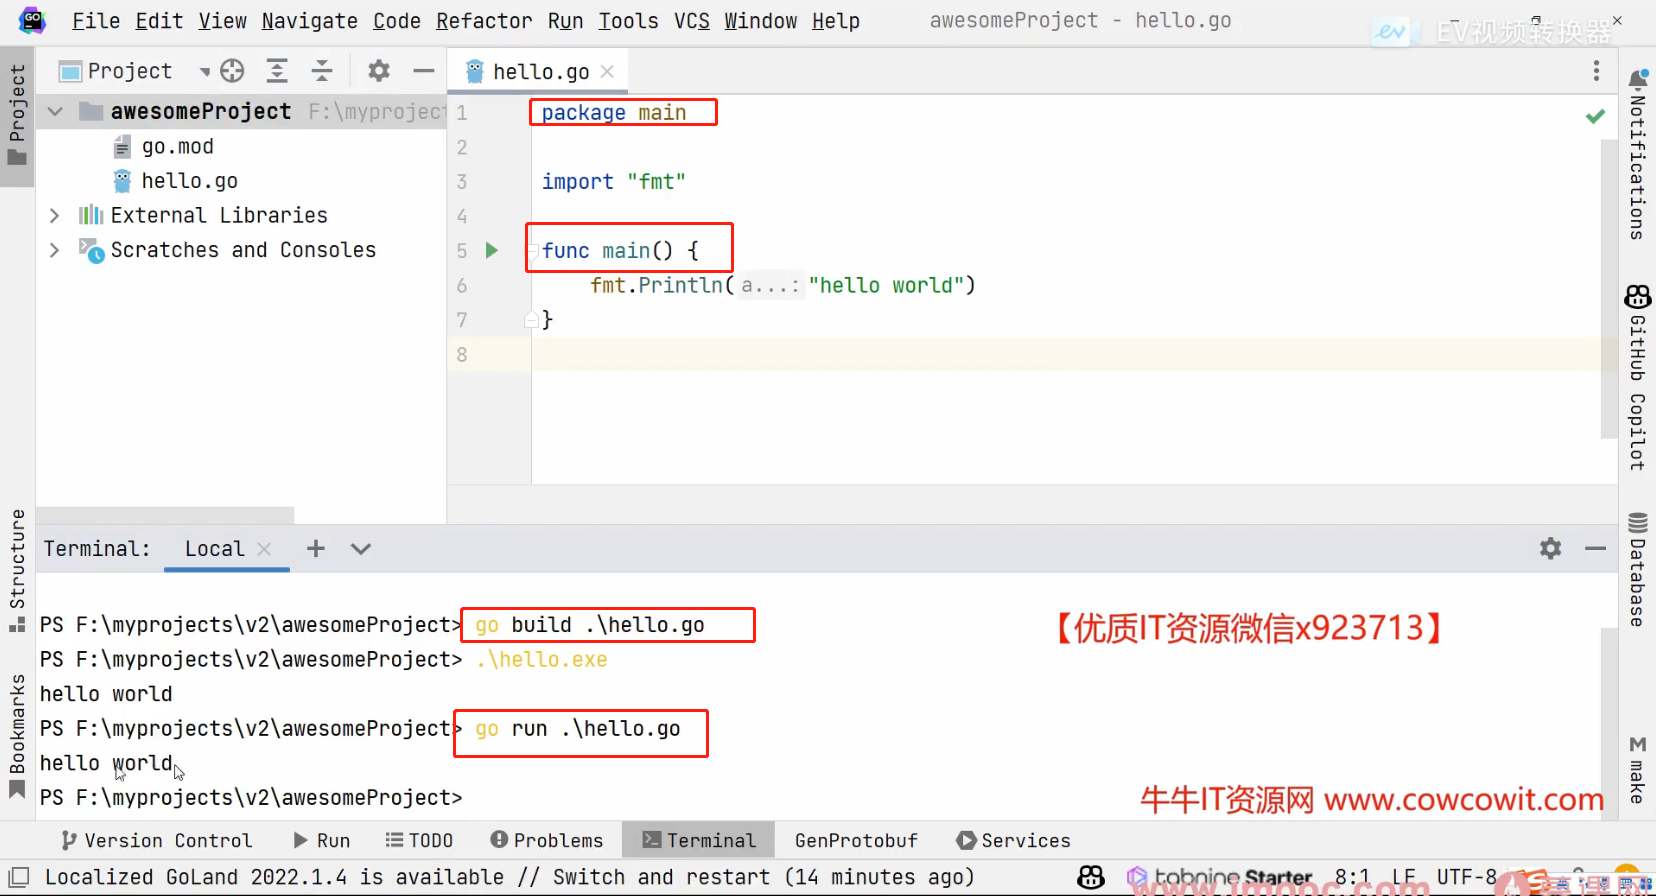 File Edit View Navigate Code Refactor Run Tools VCS Window Help awesomeProject - hello.go
EV视频转换器
Project
hello.go
Project
awesomeProject F:\myproject
go.mod
hello.go
External Libraries
Scratches and Consoles
1 package main
2
3 import "fmt"
4
5 func main() {
6 fmt.Println( a...: "hello world")
7 }
8
Notifications
GitHub Copilot
Database
make
Structure
Bookmarks
Terminal: Local
PS F:\myprojects\v2\awesomeProject> go build .\hello.go
【优质IT资源微信x923713】
PS F:\myprojects\v2\awesomeProject> .\hello.exe
hello world
PS F:\myprojects\v2\awesomeProject> go run .\hello.go
hello world
PS F:\myprojects\v2\awesomeProject>
牛牛IT资源网 www.cowcowit.com
Version Control Run TODO Problems Terminal GenProtobuf Services
Localized GoLand 2022.1.4 is available // Switch and restart (14 minutes ago) tabnine Starter 8:1 LF UTF-8
www.imooc.com